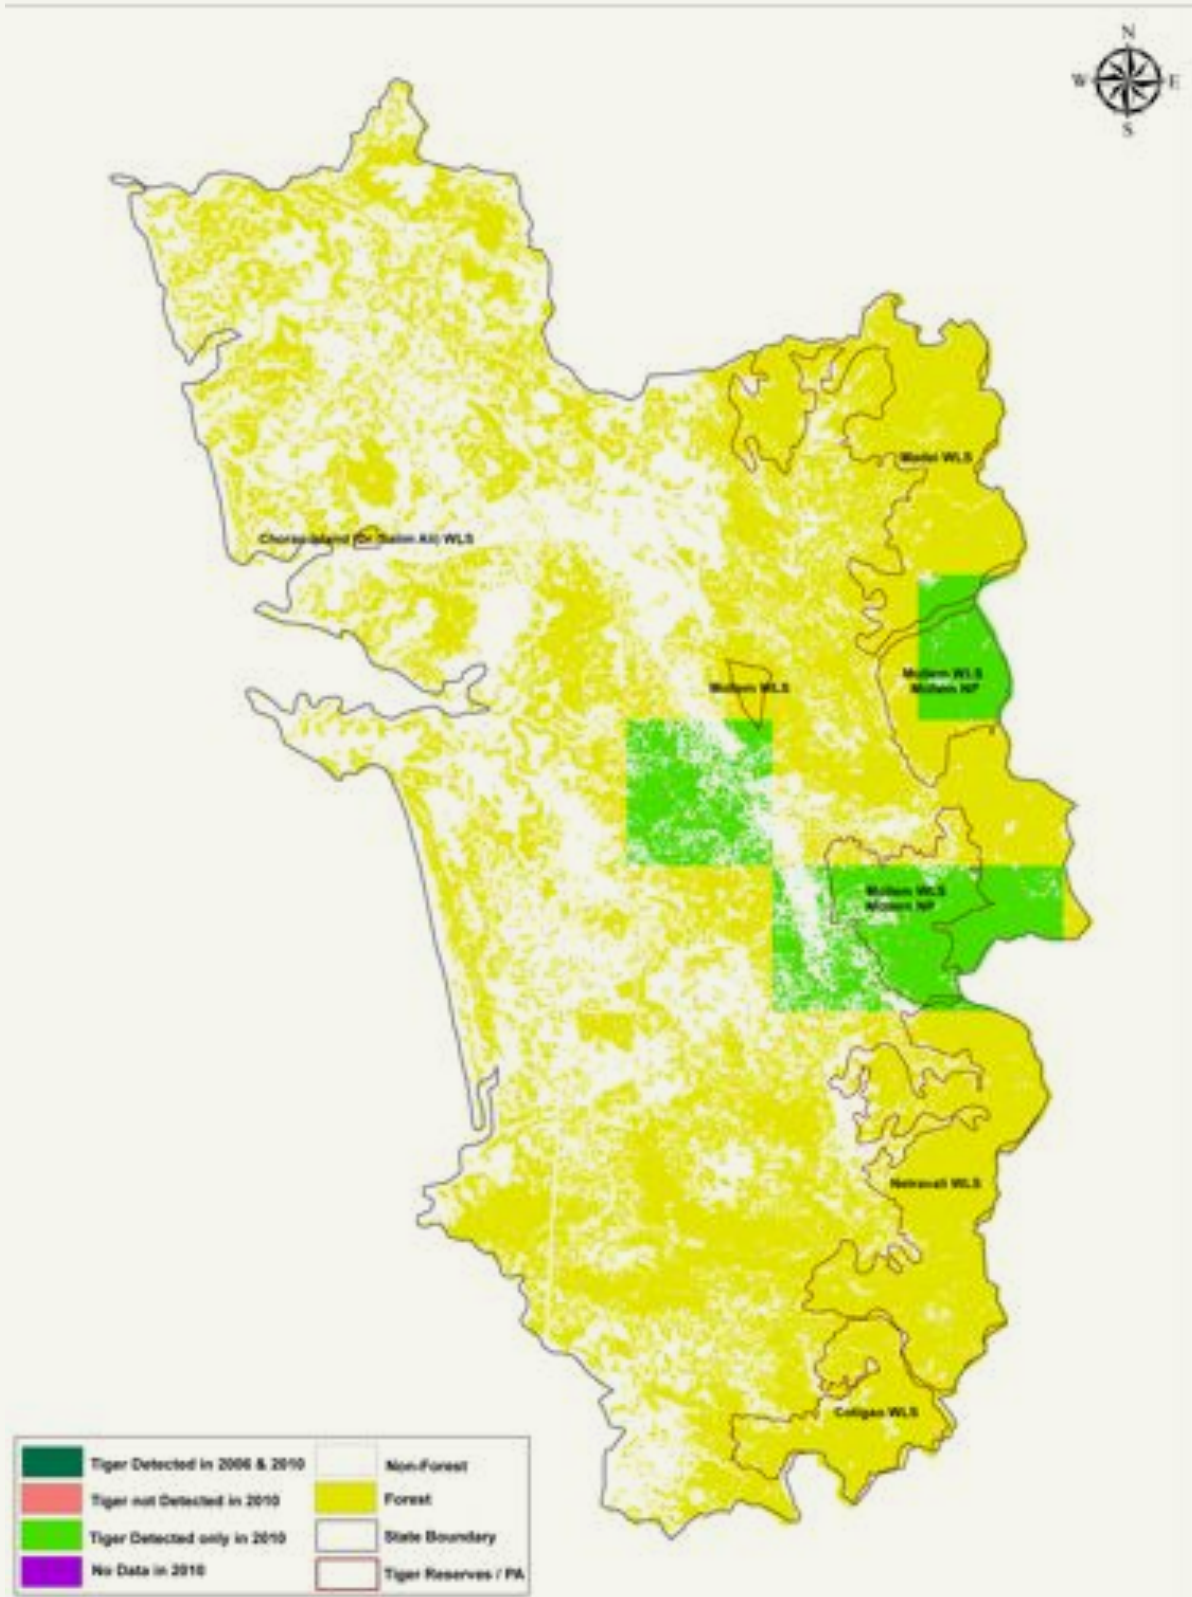 N
W E
S
Madei WLS
Chorao Island (Dr Salim Ali) WLS
Mollem WLS
Mollem NP
Mollem WLS
Mollem WLS
Mollem NP
Netravali WLS
Cotigao WLS
Tiger Detected in 2006 & 2010
Non-Forest
Tiger not Detected in 2010
Forest
Tiger Detected only in 2010
State Boundary
No Data in 2010
Tiger Reserves / PA